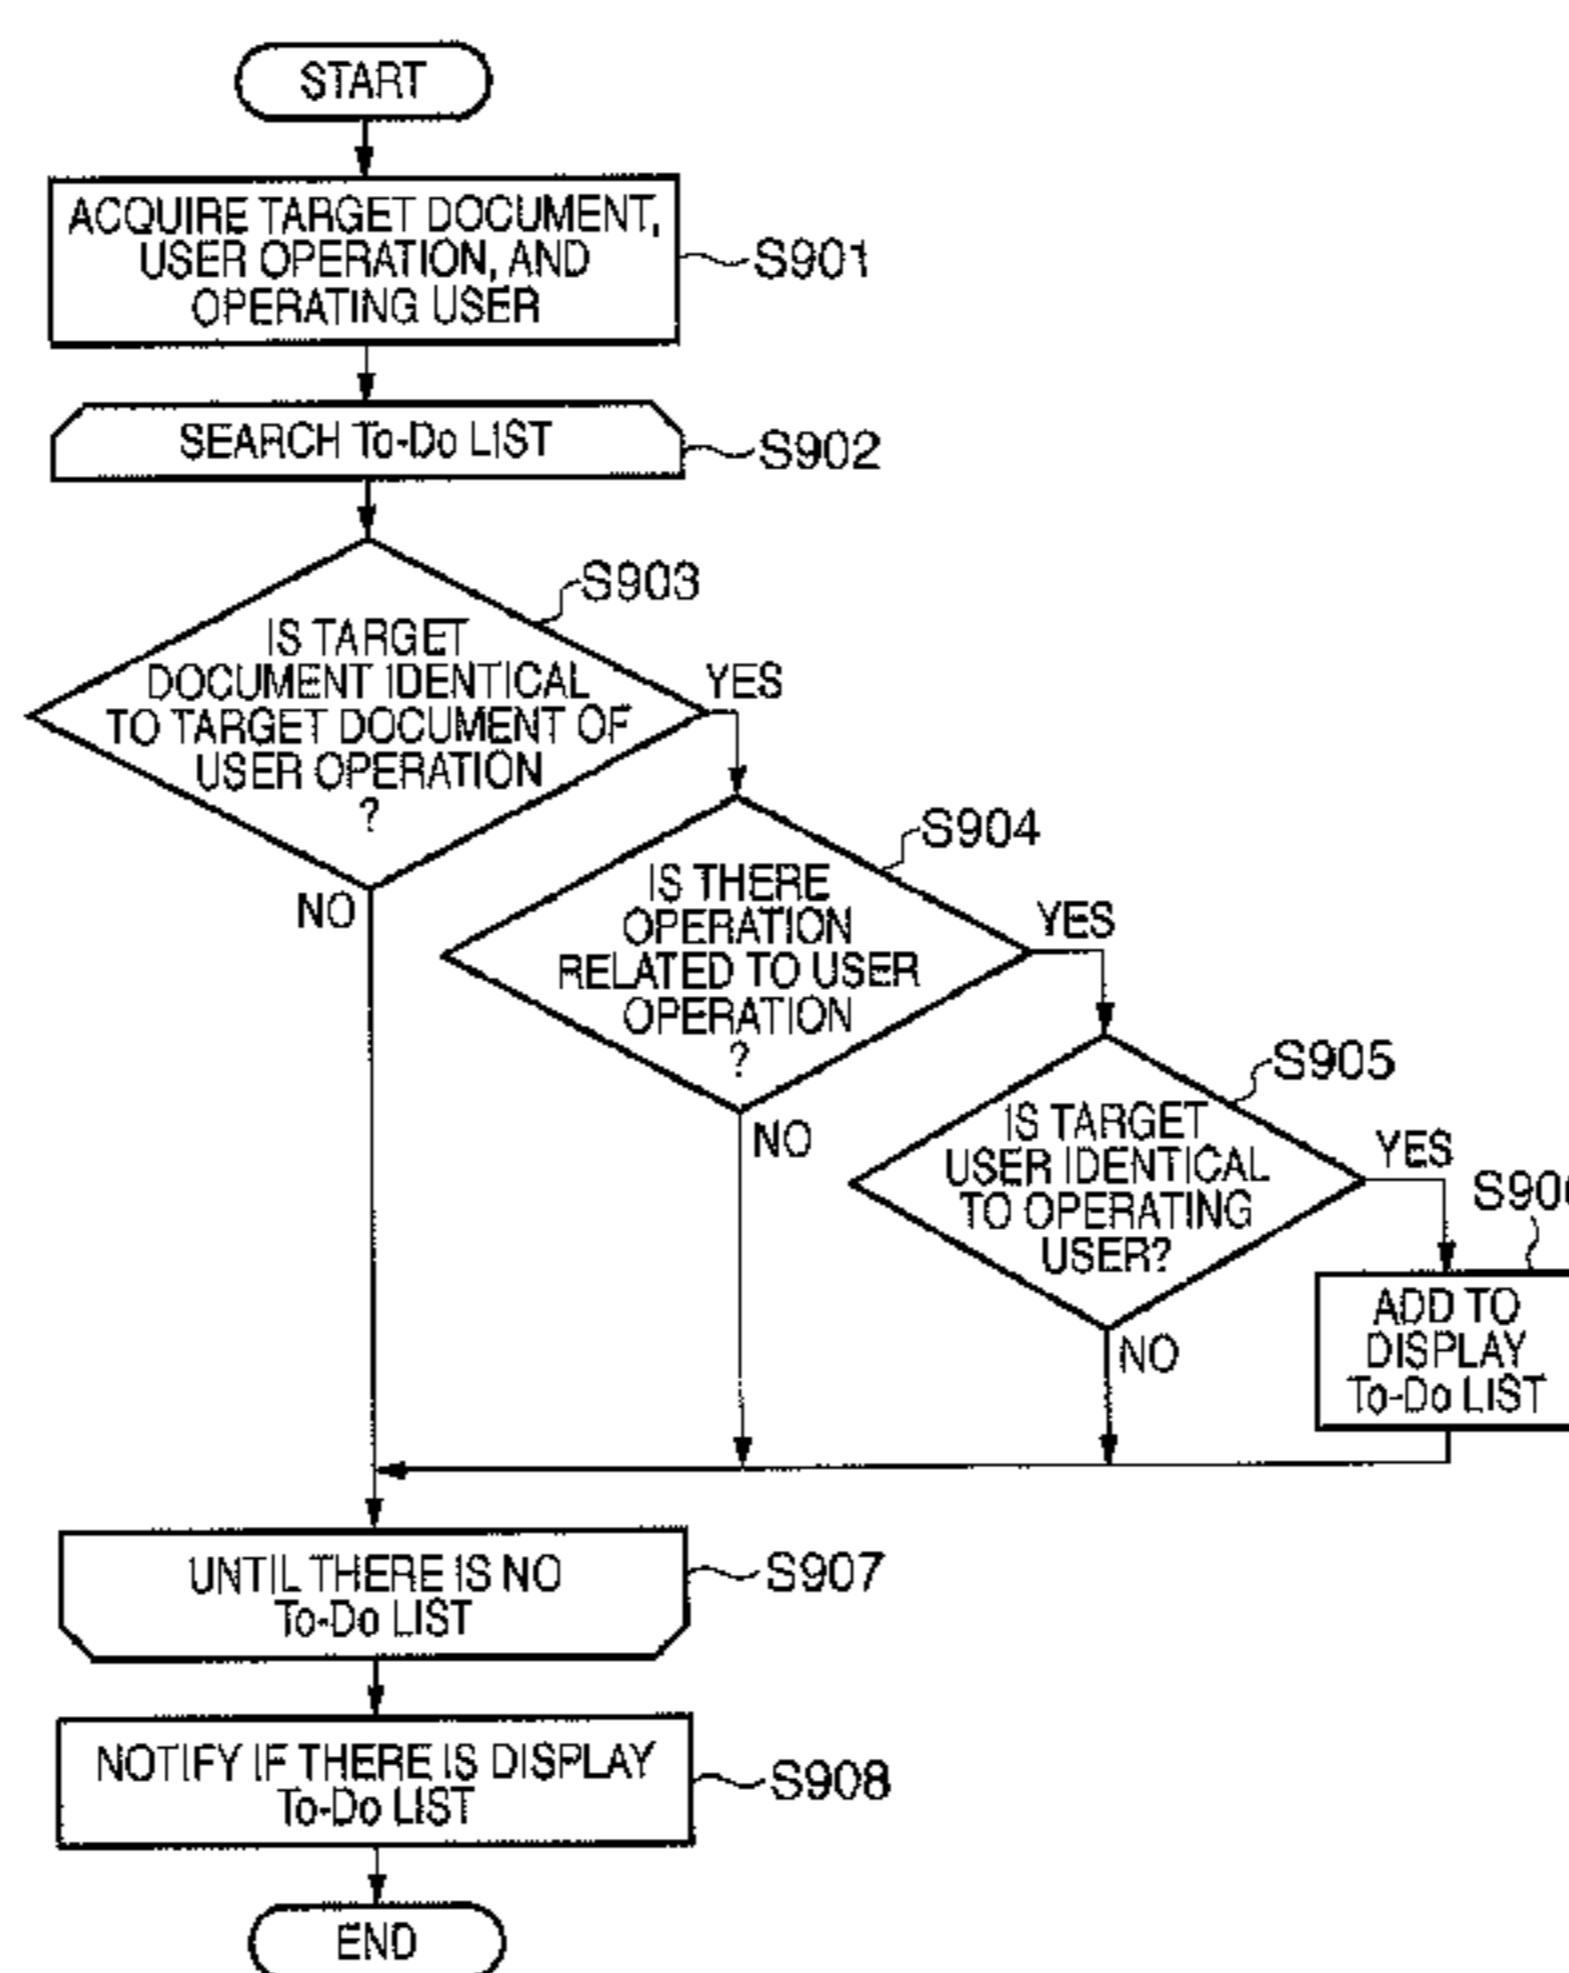 START
ACQUIRE TARGET DOCUMENT,
USER OPERATION, AND
OPERATING USER
S901
SEARCH To-Do LIST
S902
S903
IS TARGET
DOCUMENT IDENTICAL
TO TARGET DOCUMENT OF
USER OPERATION
?
YES
NO
S904
IS THERE
OPERATION
RELATED TO USER
OPERATION
?
YES
NO
S905
IS TARGET
USER IDENTICAL
TO OPERATING
USER?
YES
NO
ADD TO
DISPLAY
To-Do LIST
UNTIL THERE IS NO
To-Do LIST
S907
NOTIFY IF THERE IS DISPLAY
To-Do LIST
S908
END